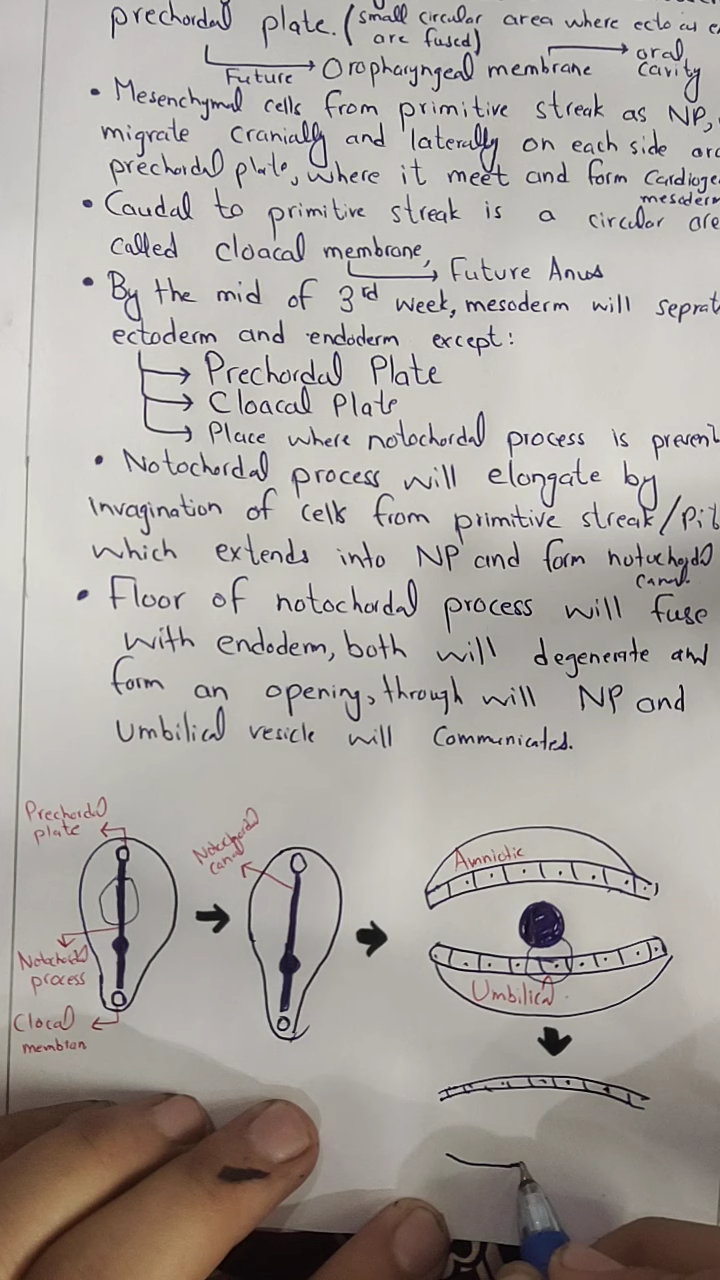 prechordal plate. (small circular area where ecto
are fused)
Future Oropharyngeal membrane oral cavity
• Mesenchymal cells from primitive streak as NP,
migrate cranially and laterally on each side
prechordal plate, where it meet and form
mesoderm
• Caudal to primitive streak is a circular
called cloacal membrane,
Future Anus
• By the mid of 3rd week, mesoderm will
ectoderm and endoderm except:
Prechordal Plate
Cloacal Plate
Place where notochordal process is present
• Notochordal process will elongate by
invagination of cells from primitive streak/Pit
which extends into NP and form notochordal
canal.
• Floor of notochordal process will fuse
with endoderm, both will degenerate and
form an opening, through will NP and
Umbilical vesicle will Communicated.
Prechordal plate
Notochordal canal
Amniotic
Notochordal process
Umbilical
Clocal membran